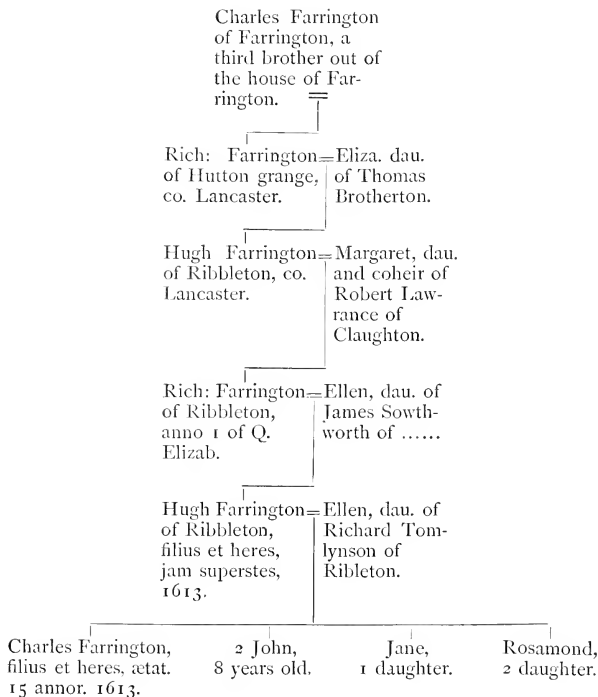 Charles Farrington
of Farrington, a
third brother out of
the house of Far-
rington.
Rich: Farrington=Eliza. dau.
of Hutton grange, of Thomas
co. Lancaster. Brotherton.
Hugh Farrington=Margaret, dau.
of Ribbleton, co. and coheir of
Lancaster. Robert Law-
rance of
Claughton.
Rich: Farrington=Ellen, dau. of
of Ribbleton, James Sowth-
anno 1 of Q. worth of ......
Elizab.
Hugh Farrington=Ellen, dau. of
of Ribbleton, Richard Tom-
filius et heres, lynson of
jam superstes, Ribleton.
1613.
Charles Farrington, 2 John, Jane, Rosamond,
filius et heres, ætat. 8 years old. 1 daughter. 2 daughter.
15 annor. 1613.